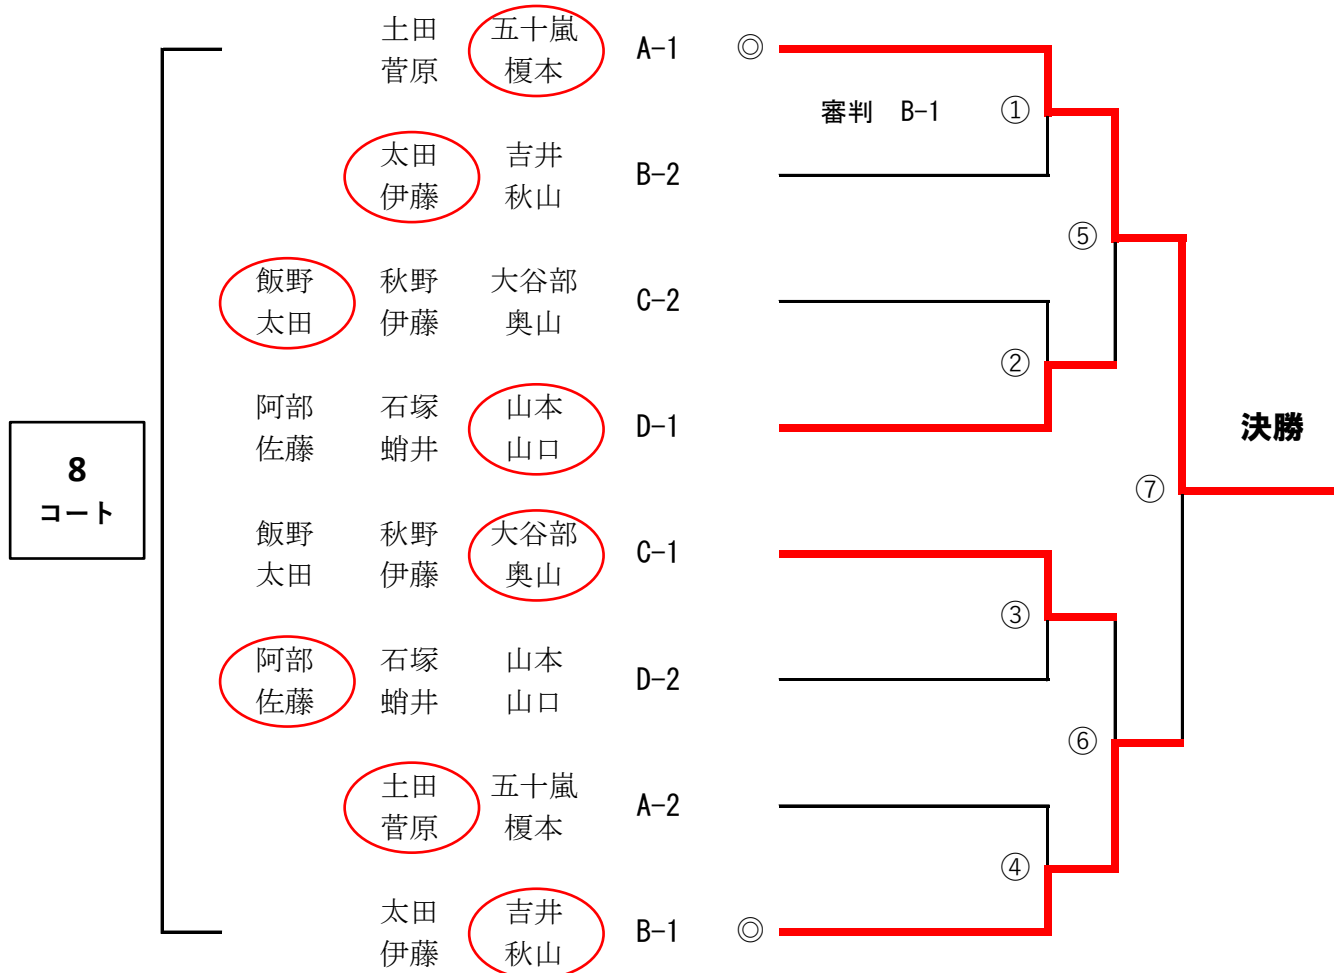 土田 五十嵐 A-1 ◎
菅原 榎本
審判 B-1 ①
太田 吉井 B-2
伊藤 秋山
⑤
飯野 秋野 大谷部 C-2
太田 伊藤 奥山
②
阿部 石塚 山本 D-1
佐藤 蛸井 山口
決勝
8
コート
⑦
飯野 秋野 大谷部 C-1
太田 伊藤 奥山
③
阿部 石塚 山本 D-2
佐藤 蛸井 山口
⑥
土田 五十嵐 A-2
菅原 榎本
④
太田 吉井 B-1 ◎
伊藤 秋山